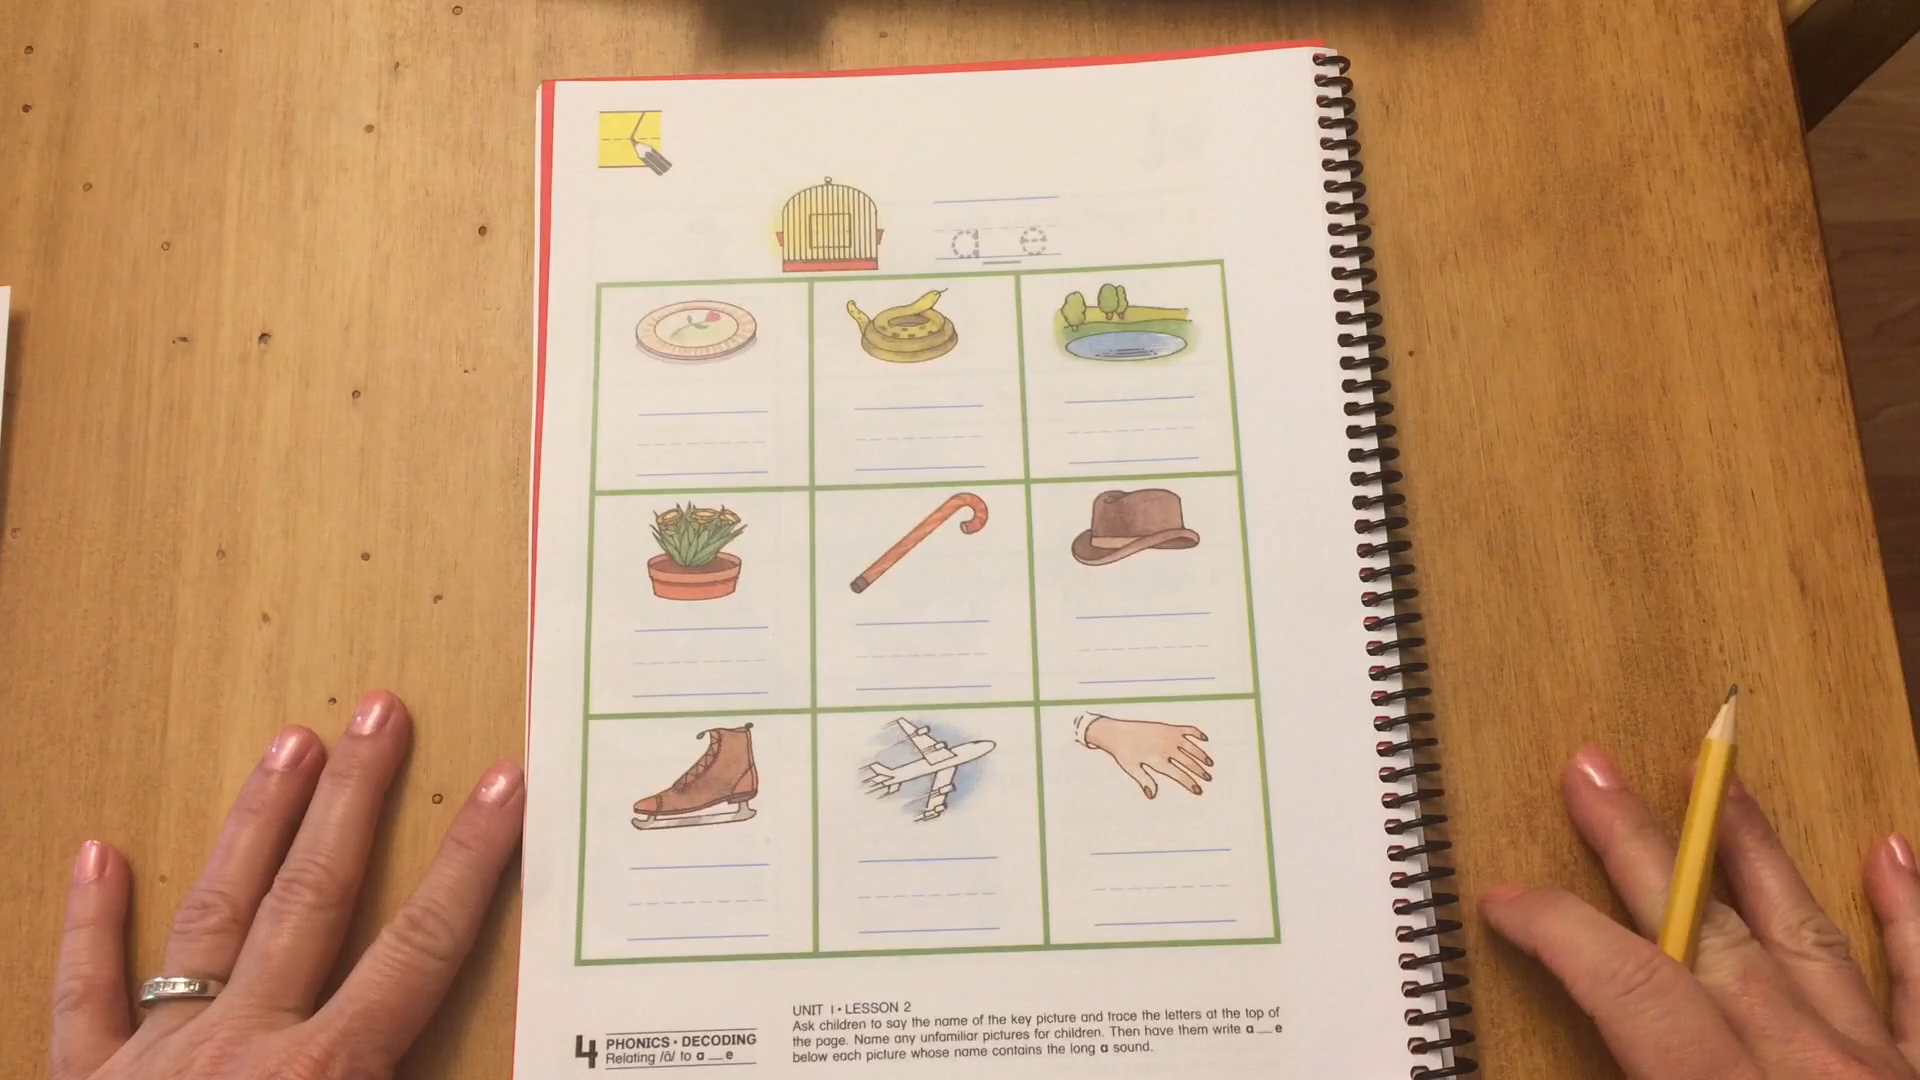 a _ e
UNIT 1 • LESSON 2
Ask children to say the name of the key picture and trace the letters at the top of
the page. Name any unfamiliar pictures for children. Then have them write a __ e
below each picture whose name contains the long a sound.
4
PHONICS • DECODING
Relating /ā/ to a __ e